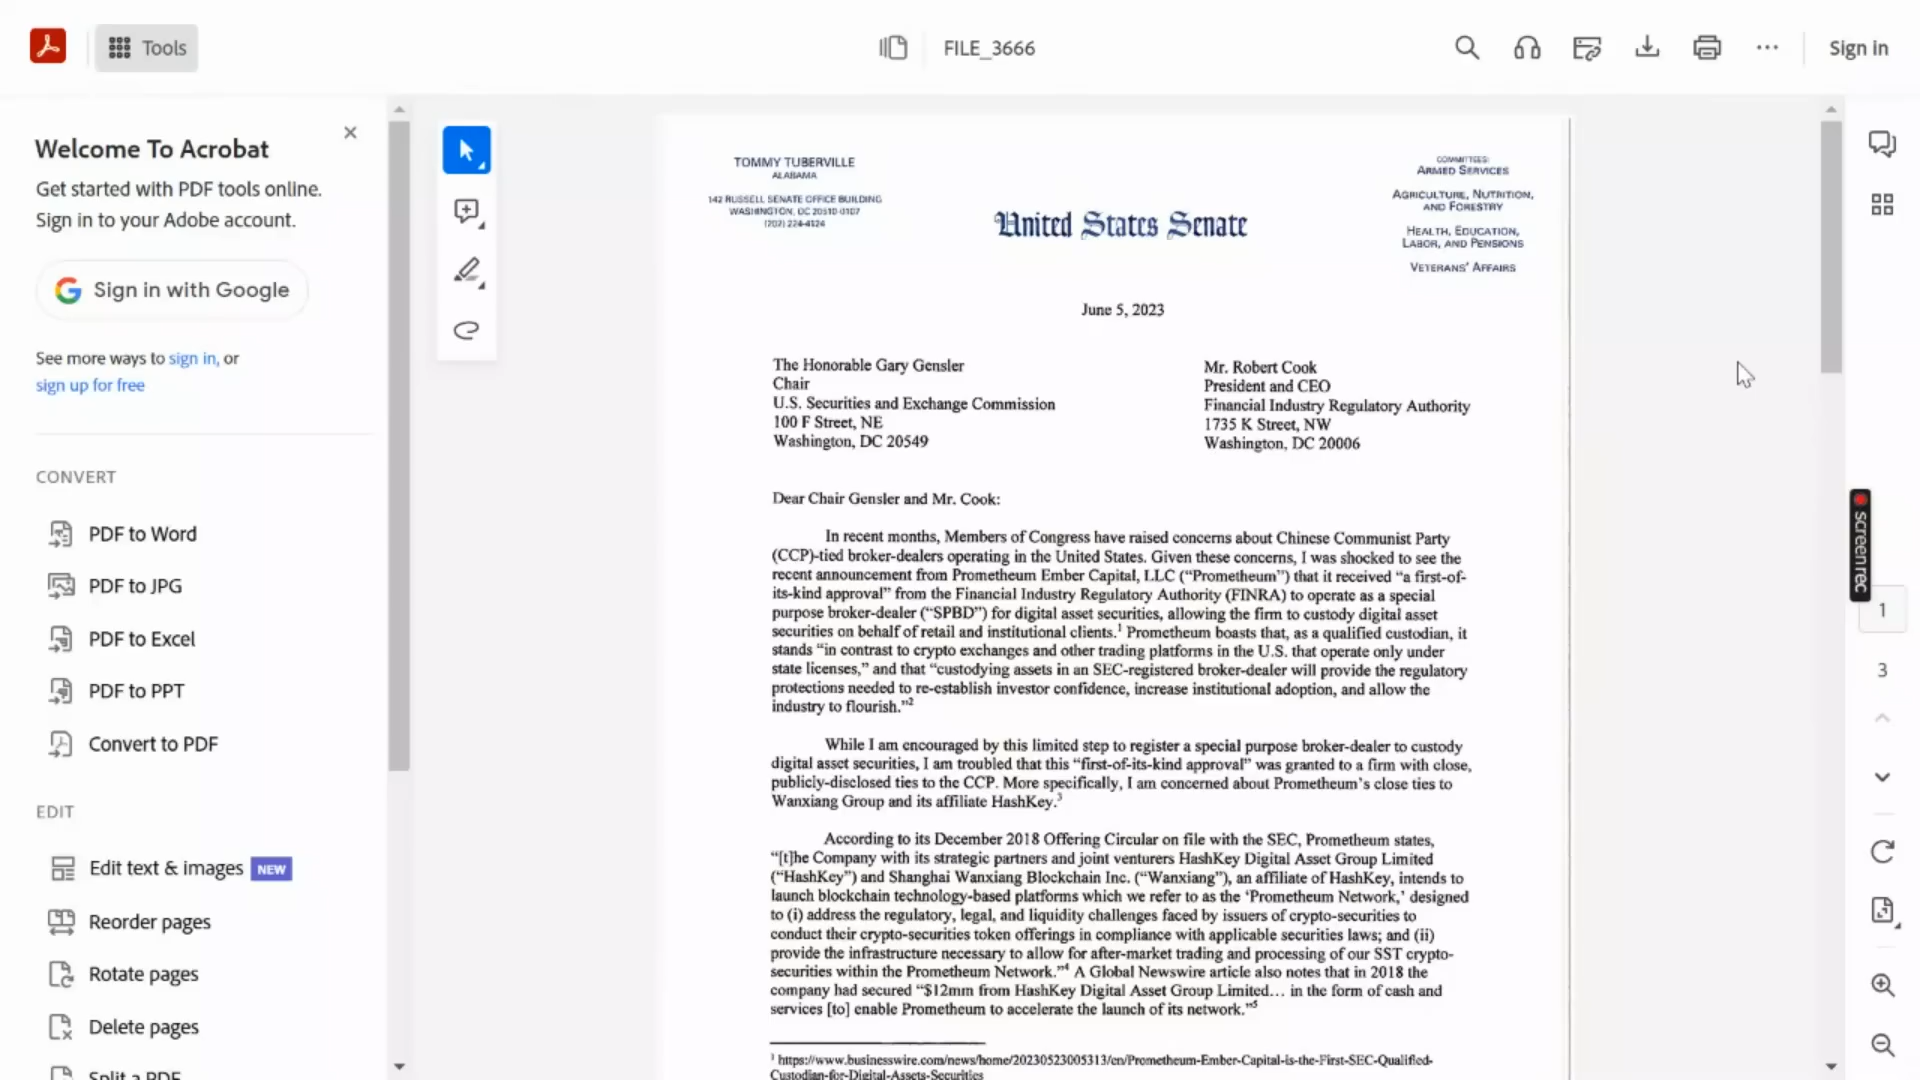 Tools
FILE_3666
Sign in
Welcome To Acrobat
Get started with PDF tools online.
Sign in to your Adobe account.
Sign in with Google
See more ways to sign in, or
sign up for free
CONVERT
PDF to Word
PDF to JPG
PDF to Excel
PDF to PPT
Convert to PDF
EDIT
Edit text & images NEW
Reorder pages
Rotate pages
Delete pages
Split a PDF
TOMMY TUBERVILLE
ALABAMA
142 RUSSELL SENATE OFFICE BUILDING
WASHINGTON, DC 20510-0107
(202) 224-4124
United States Senate
COMMITTEES:
ARMED SERVICES
AGRICULTURE, NUTRITION,
AND FORESTRY
HEALTH, EDUCATION,
LABOR, AND PENSIONS
VETERANS' AFFAIRS
June 5, 2023
The Honorable Gary Gensler
Chair
U.S. Securities and Exchange Commission
100 F Street, NE
Washington, DC 20549
Mr. Robert Cook
President and CEO
Financial Industry Regulatory Authority
1735 K Street, NW
Washington, DC 20006
Dear Chair Gensler and Mr. Cook:
In recent months, Members of Congress have raised concerns about Chinese Communist Party
(CCP)-tied broker-dealers operating in the United States. Given these concerns, I was shocked to see the
recent announcement from Prometheum Ember Capital, LLC (“Prometheum”) that it received “a first-of-
its-kind approval” from the Financial Industry Regulatory Authority (FINRA) to operate as a special
purpose broker-dealer (“SPBD”) for digital asset securities, allowing the firm to custody digital asset
securities on behalf of retail and institutional clients.1 Prometheum boasts that, as a qualified custodian, it
stands “in contrast to crypto exchanges and other trading platforms in the U.S. that operate only under
state licenses,” and that “custodying assets in an SEC-registered broker-dealer will provide the regulatory
protections needed to re-establish investor confidence, increase institutional adoption, and allow the
industry to flourish.”2
While I am encouraged by this limited step to register a special purpose broker-dealer to custody
digital asset securities, I am troubled that this “first-of-its-kind approval” was granted to a firm with close,
publicly-disclosed ties to the CCP. More specifically, I am concerned about Prometheum’s close ties to
Wanxiang Group and its affiliate HashKey.3
According to its December 2018 Offering Circular on file with the SEC, Prometheum states,
“[t]he Company with its strategic partners and joint venturers HashKey Digital Asset Group Limited
(“HashKey”) and Shanghai Wanxiang Blockchain Inc. (“Wanxiang”), an affiliate of HashKey, intends to
launch blockchain technology-based platforms which we refer to as the ‘Prometheum Network,’ designed
to (i) address the regulatory, legal, and liquidity challenges faced by issuers of crypto-securities to
conduct their crypto-securities token offerings in compliance with applicable securities laws; and (ii)
provide the infrastructure necessary to allow for after-market trading and processing of our SST crypto-
securities within the Prometheum Network.”4 A Global Newswire article also notes that in 2018 the
company had secured “$12mm from HashKey Digital Asset Group Limited… in the form of cash and
services [to] enable Prometheum to accelerate the launch of its network.”5
1 https://www.businesswire.com/news/home/20230523005313/en/Prometheum-Ember-Capital-is-the-First-SEC-Qualified-
Custodian-for-Digital-Assets-Securities
screenrec
1
3